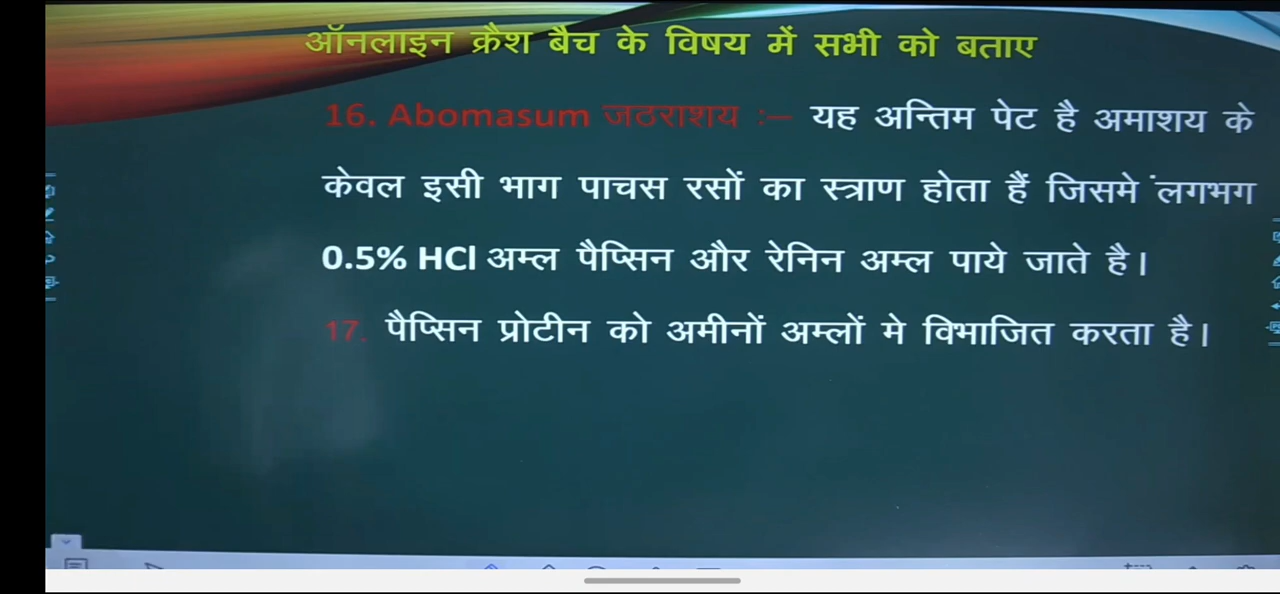 ऑनलाइन क्रैश बैच के विषय में सभी को बताए
16. Abomasum जठराशय :– यह अन्तिम पेट है अमाशय के
केवल इसी भाग पाचस रसों का स्त्राण होता हैं जिसमे लगभग
0.5% HCl अम्ल पैप्सिन और रेनिन अम्ल पाये जाते है।
17. पैप्सिन प्रोटीन को अमीनों अम्लों मे विभाजित करता है।